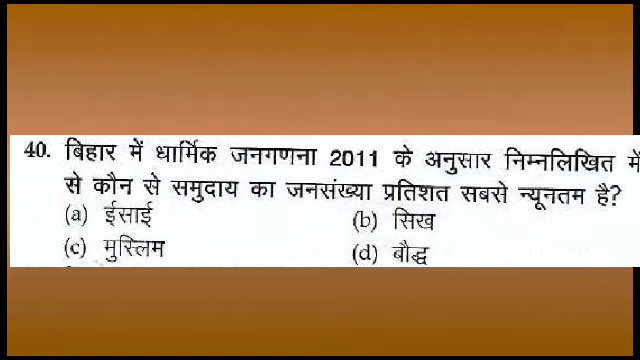 40. बिहार में धार्मिक जनगणना 2011 के अनुसार निम्नलिखित में
से कौन से समुदाय का जनसंख्या प्रतिशत सबसे न्यूनतम है?
(a) ईसाई (b) सिख
(c) मुस्लिम (d) बौद्ध